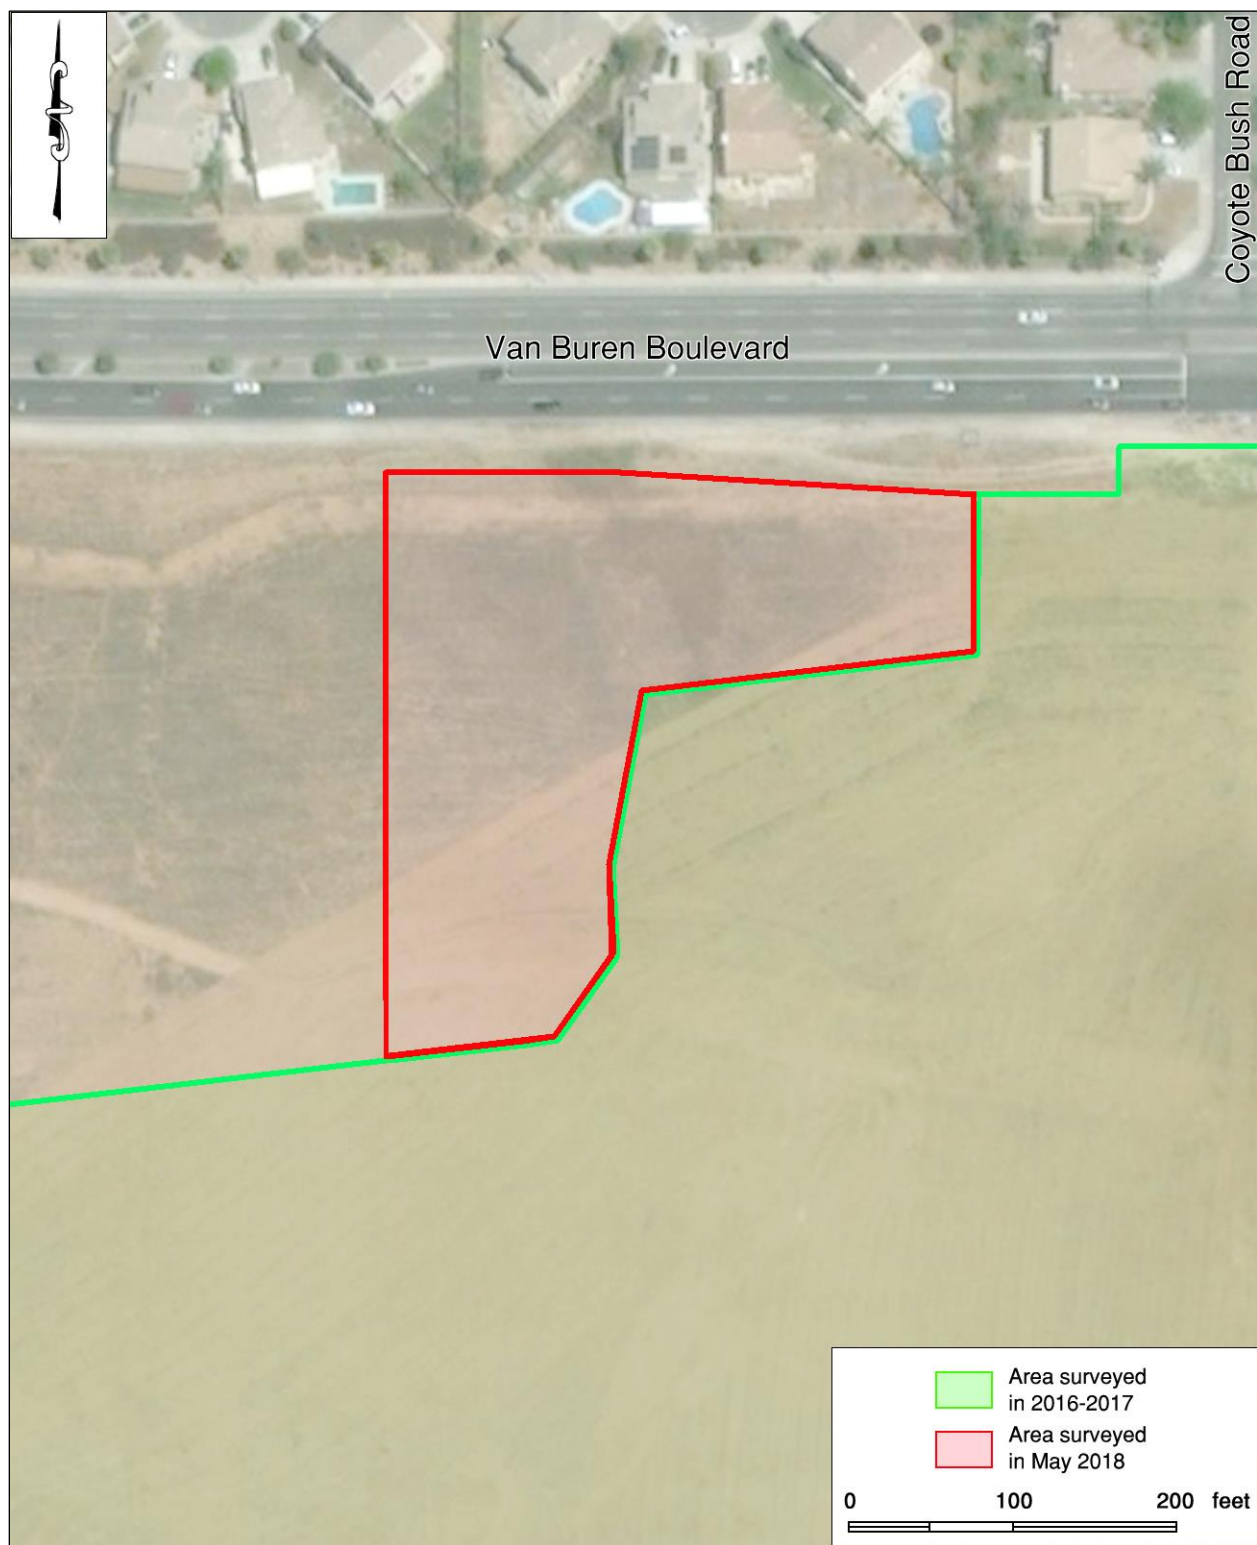 Coyote Bush Road
Van Buren Boulevard
Area surveyed
in 2016-2017
Area surveyed
in May 2018
0 100 200 feet